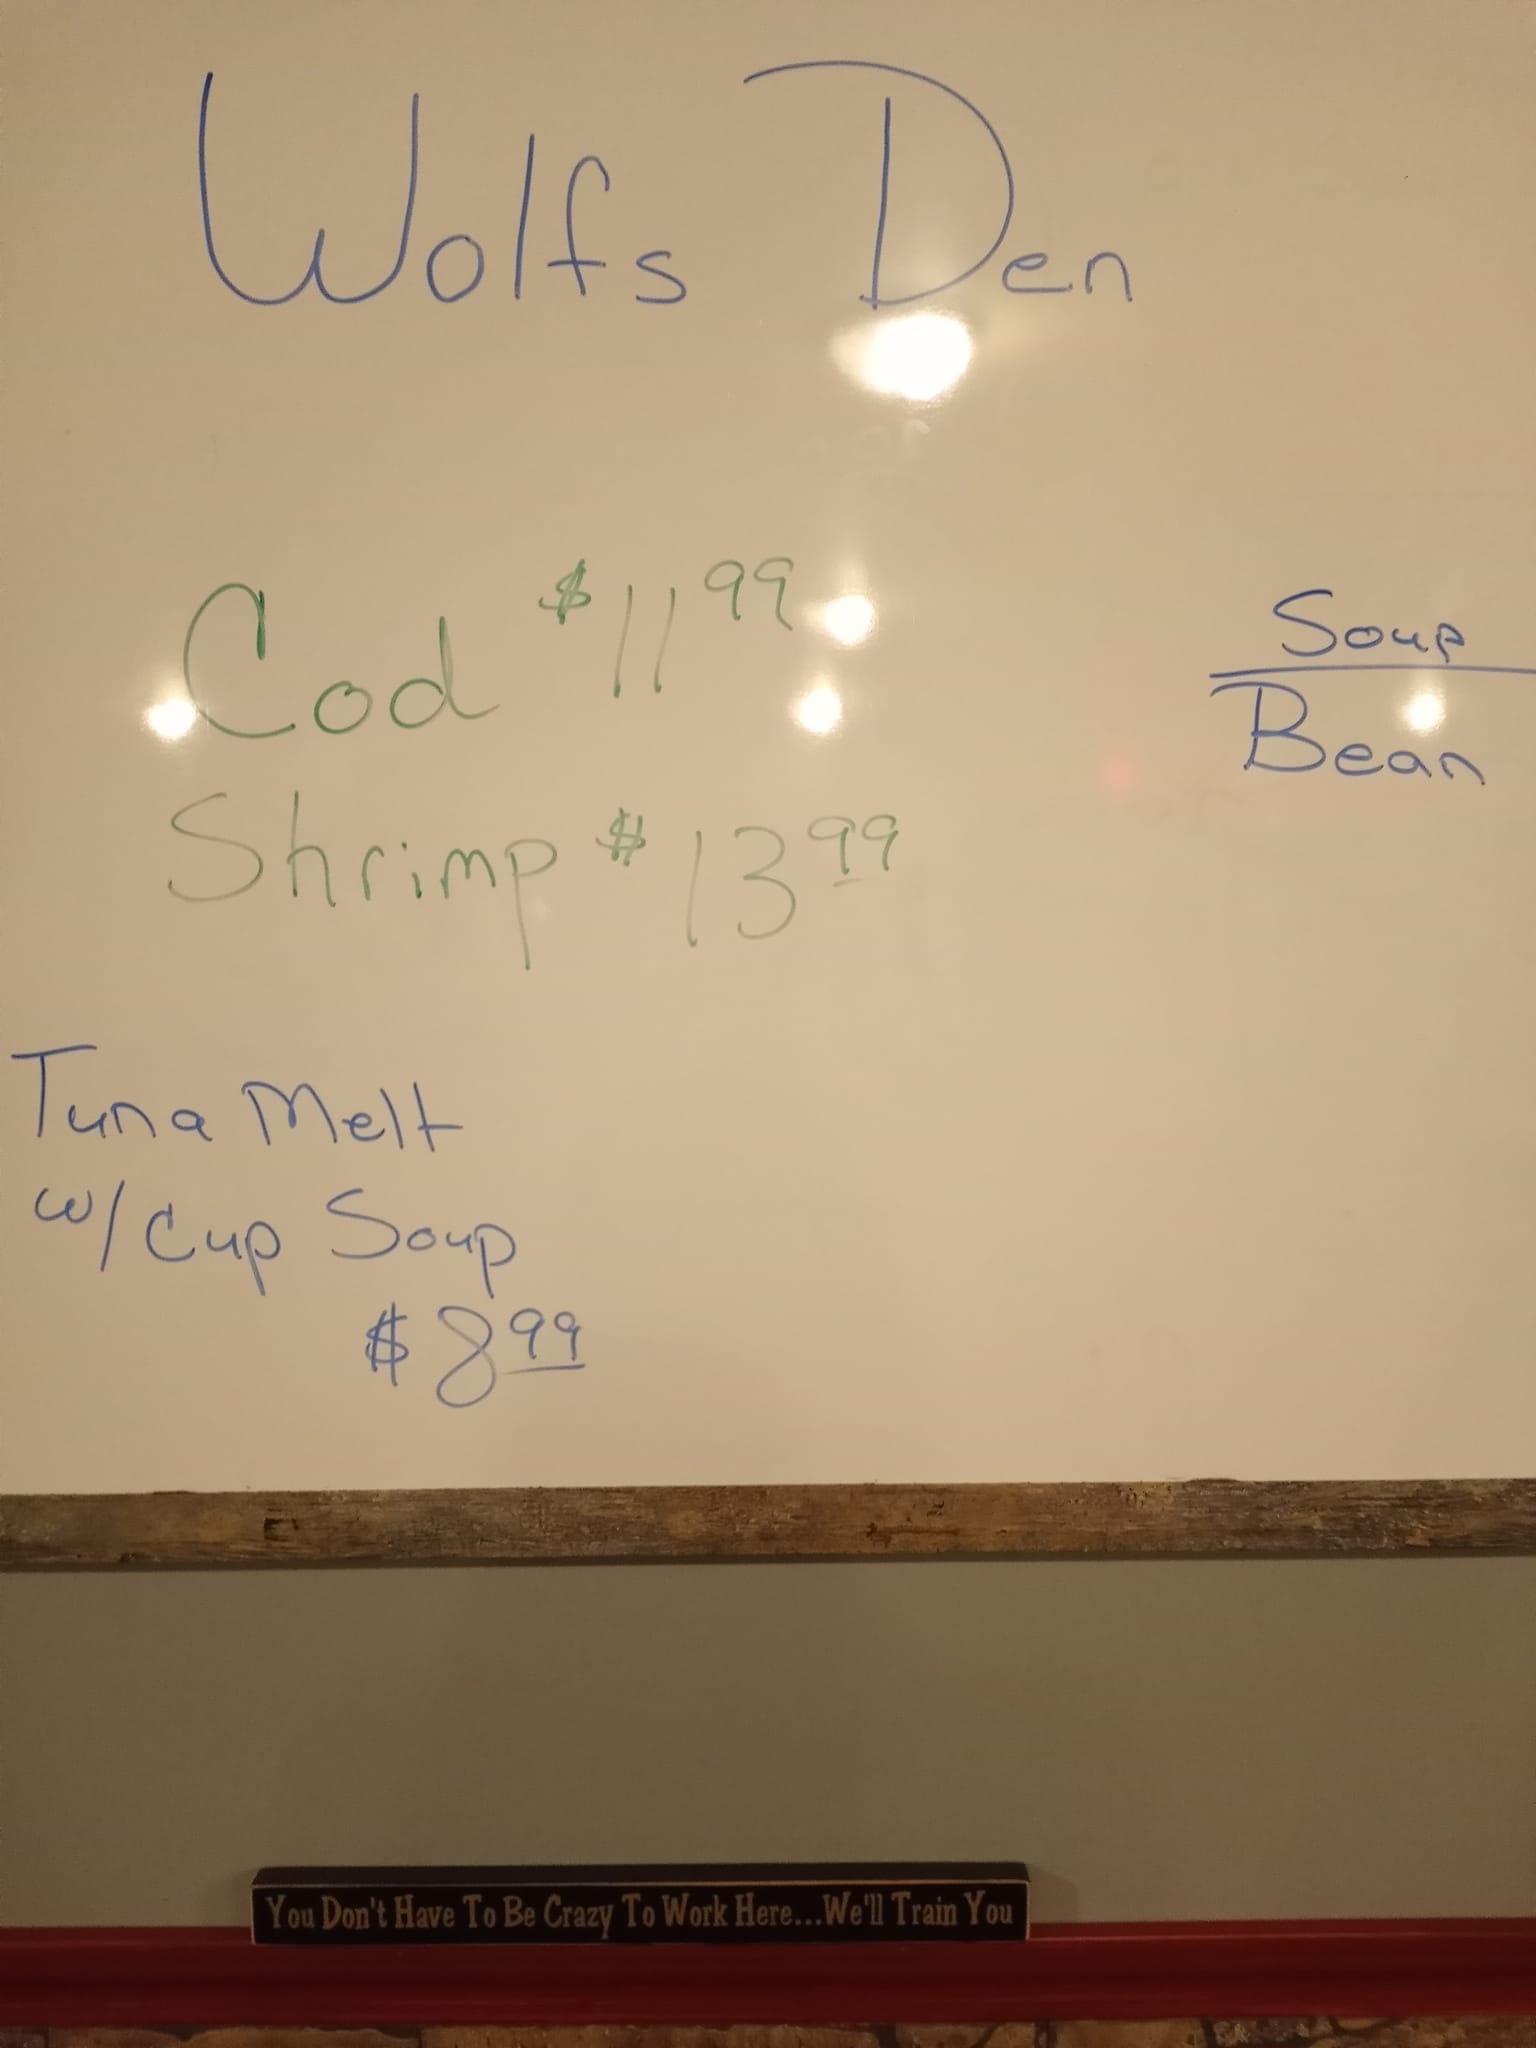 Wolfs Den
Cod $11 99
Shrimp $13 99
Soup
Bean
Tuna Melt
w/ Cup Soup
$8 99
You Don't Have To Be Crazy To Work Here...We'll Train You